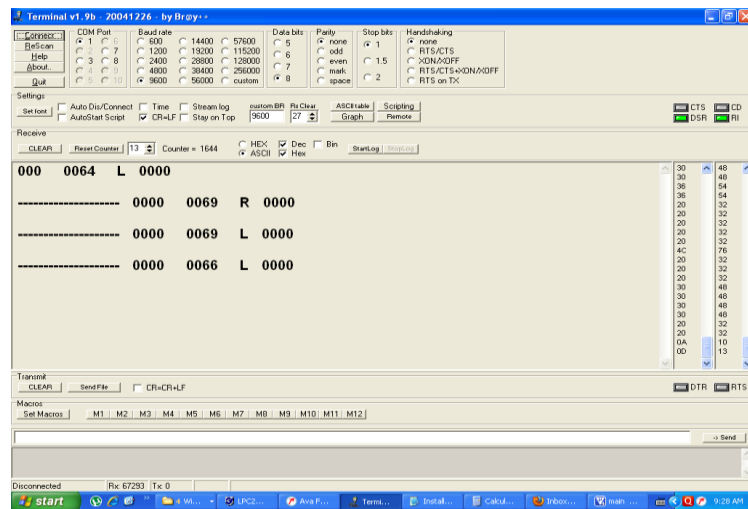 Terminal v1.9b - 20041226 - by Br@y++
Connect
ReScan
Help
About..
Quit
COM Port
1 6
2 7
3 8
4 9
5 10
Baud rate
600 14400 57600
1200 19200 115200
2400 28800 128000
4800 38400 256000
9600 56000 custom
Data bits
5
6
7
8
Parity
none
odd
even
mark
space
Stop bits
1
1.5
2
Handshaking
none
RTS/CTS
XON/XOFF
RTS/CTS+XON/XOFF
RTS on TX
Settings
Set font
Auto Dis/Connect Time Stream log
AutoStart Script CR=LF Stay on Top
custom BR Rx Clear
9600 27
ASCII table Scripting
Graph Remote
CTS CD
DSR RI
Receive
CLEAR Reset Counter 13 Counter = 1644
HEX Dec Bin
ASCII Hex
StartLog StopLog
000 0064 L 0000
-------------------- 0000 0069 R 0000
-------------------- 0000 0069 L 0000
-------------------- 0000 0066 L 0000
30 48
30 48
36 54
36 54
20 32
20 32
20 32
20 32
20 32
4C 76
20 32
20 32
20 32
30 48
30 48
30 48
30 48
20 32
20 32
0A 10
0D 13
Transmit
CLEAR Send File CR=CR+LF
DTR RTS
Macros
Set Macros M1 M2 M3 M4 M5 M6 M7 M8 M9 M10 M11 M12
-> Send
Disconnected Rx: 67293 Tx: 0
start 4 Wi... LPC2... Ava P... Termi... Instal... Calcul... Inbox... main ... 9:28 AM